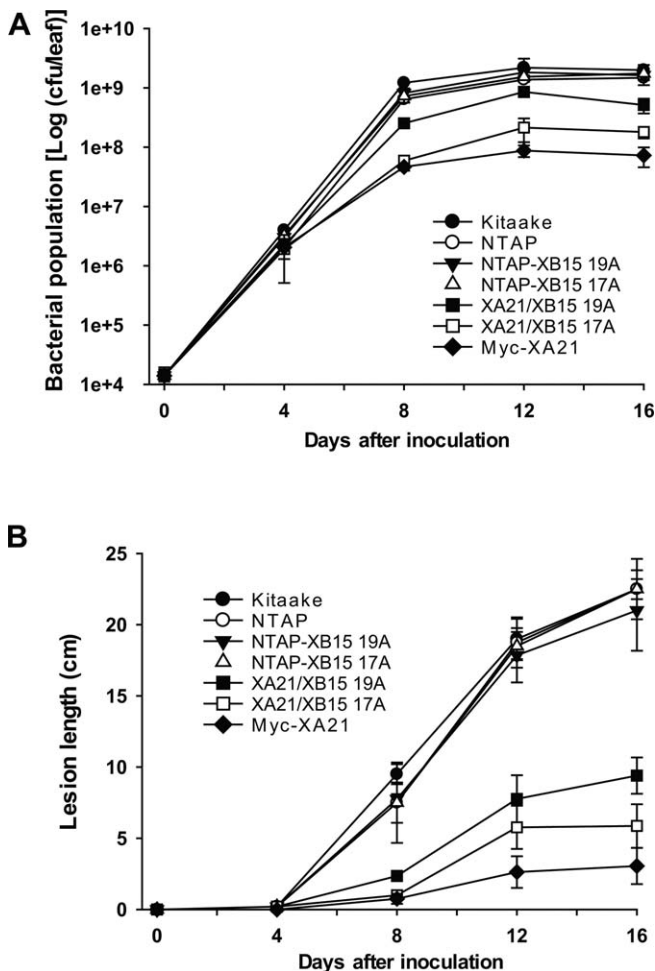 A
Bacterial population [Log (cfu/leaf)]
1e+10
1e+9
1e+8
1e+7
1e+6
1e+5
1e+4
Kitaake
NTAP
NTAP-XB15 19A
NTAP-XB15 17A
XA21/XB15 19A
XA21/XB15 17A
Myc-XA21
0 4 8 12 16
Days after inoculation
B
Lesion length (cm)
25
20
15
10
5
0
Kitaake
NTAP
NTAP-XB15 19A
NTAP-XB15 17A
XA21/XB15 19A
XA21/XB15 17A
Myc-XA21
0 4 8 12 16
Days after inoculation